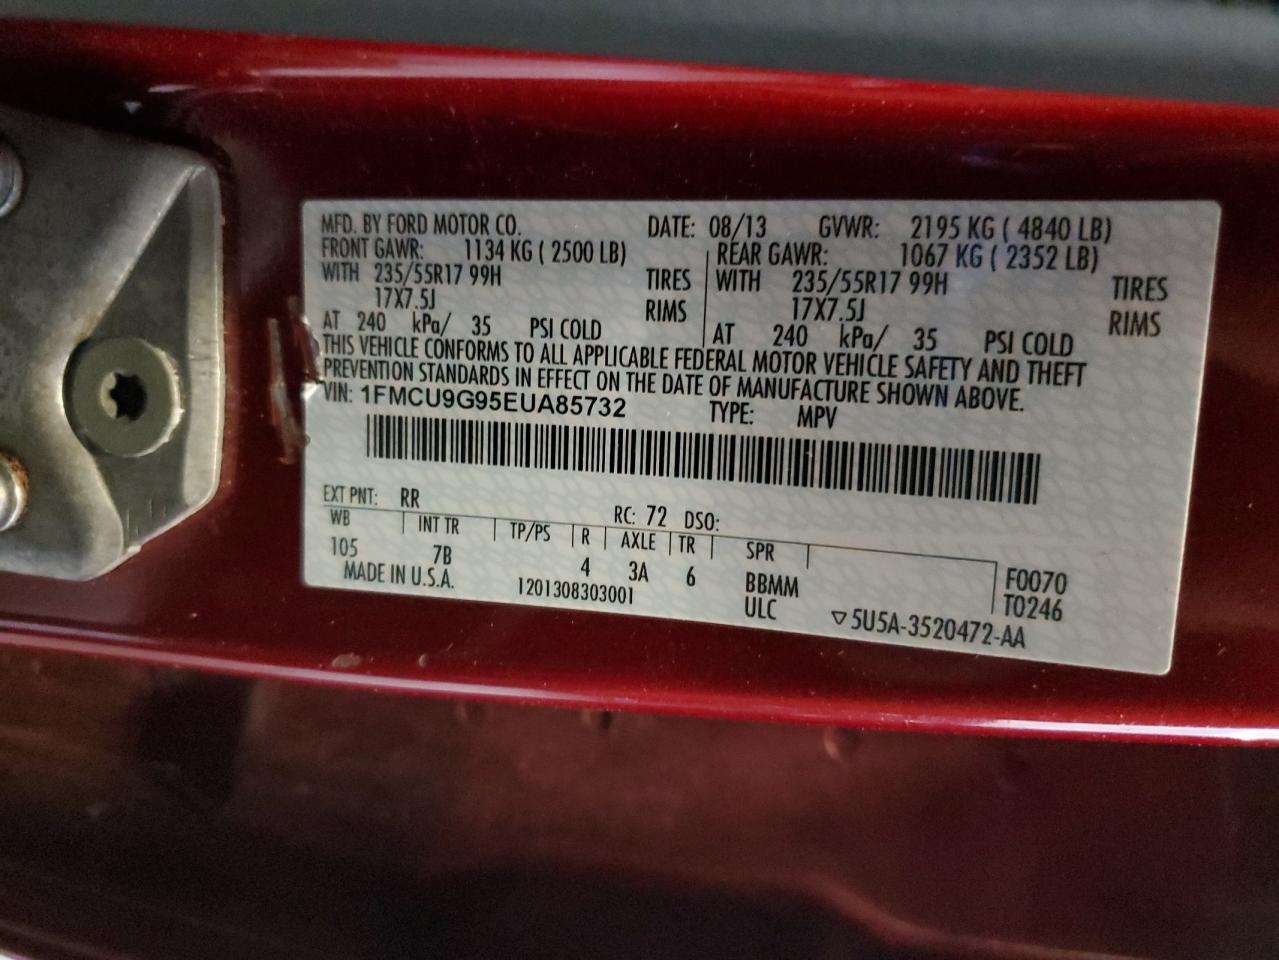 MFD. BY FORD MOTOR CO. DATE: 08/13 GVWR: 2195 KG ( 4840 LB)
FRONT GAWR: 1134 KG ( 2500 LB) REAR GAWR: 1067 KG ( 2352 LB)
WITH 235/55R17 99H TIRES WITH 235/55R17 99H TIRES
17X7.5J RIMS 17X7.5J RIMS
AT 240 kPa/ 35 PSI COLD AT 240 kPa/ 35 PSI COLD
THIS VEHICLE CONFORMS TO ALL APPLICABLE FEDERAL MOTOR VEHICLE SAFETY AND THEFT
PREVENTION STANDARDS IN EFFECT ON THE DATE OF MANUFACTURE SHOWN ABOVE.
VIN: 1FMCU9G95EUA85732 TYPE: MPV
EXT PNT: RR RC: 72 DSO:
WB INT TR TP/PS R AXLE TR SPR
105 7B 4 3A 6 BBMM F0070
MADE IN U.S.A. 1201308303001 ULC T0246
▽5U5A-3520472-AA